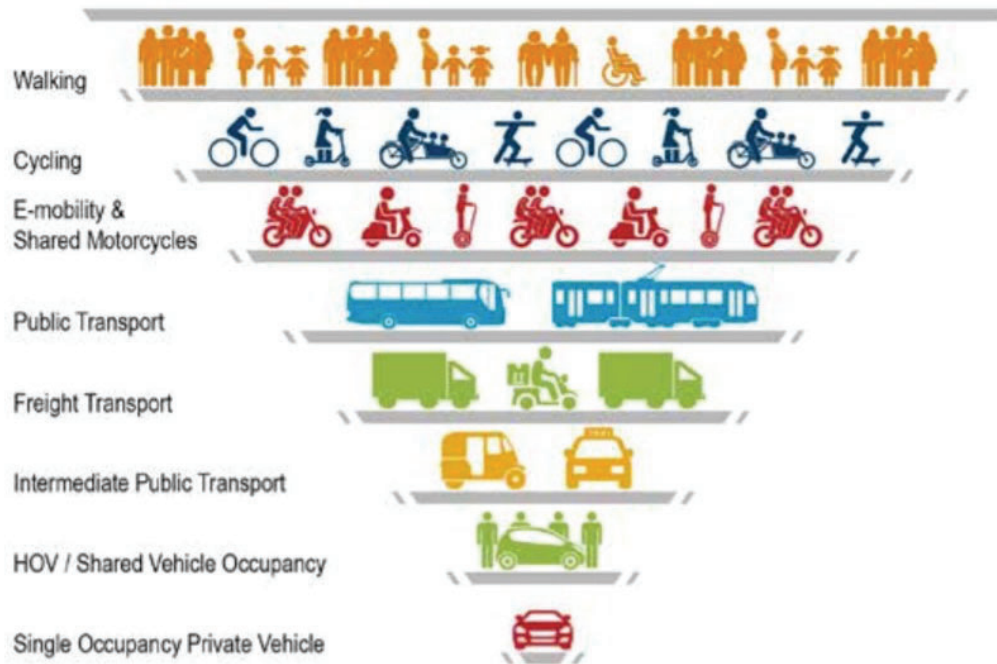 Walking
Cycling
E-mobility &
Shared Motorcycles
Public Transport
Freight Transport
Intermediate Public Transport
HOV / Shared Vehicle Occupancy
Single Occupancy Private Vehicle